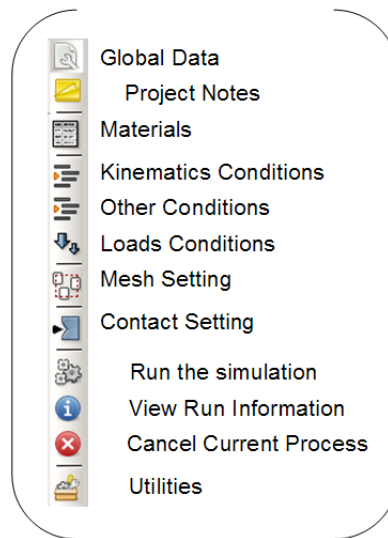 Global Data
Project Notes
Materials
Kinematics Conditions
Other Conditions
Loads Conditions
Mesh Setting
Contact Setting
Run the simulation
View Run Information
Cancel Current Process
Utilities